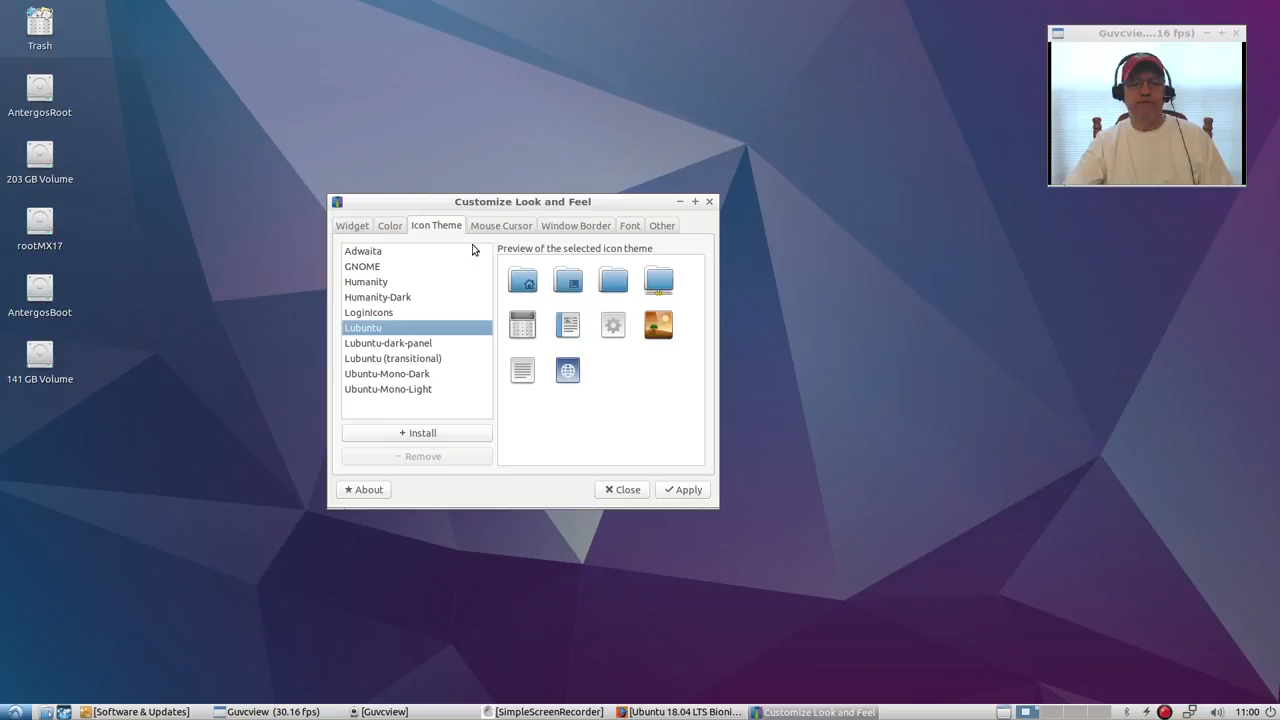 Trash
AntergosRoot
203 GB Volume
rootMX17
AntergosBoot
141 GB Volume
Guvcvie....16 fps)
Customize Look and Feel
Widget
Color
Icon Theme
Mouse Cursor
Window Border
Font
Other
Adwaita
GNOME
Humanity
Humanity-Dark
LoginIcons
Lubuntu
Lubuntu-dark-panel
Lubuntu (transitional)
Ubuntu-Mono-Dark
Ubuntu-Mono-Light
Install
Remove
Preview of the selected icon theme
About
Close
Apply
[Software & Updates]
Guvcview (30.16 fps)
[Guvcview]
[SimpleScreenRecorder]
[Ubuntu 18.04 LTS Bioni...
Customize Look and Feel
11:00